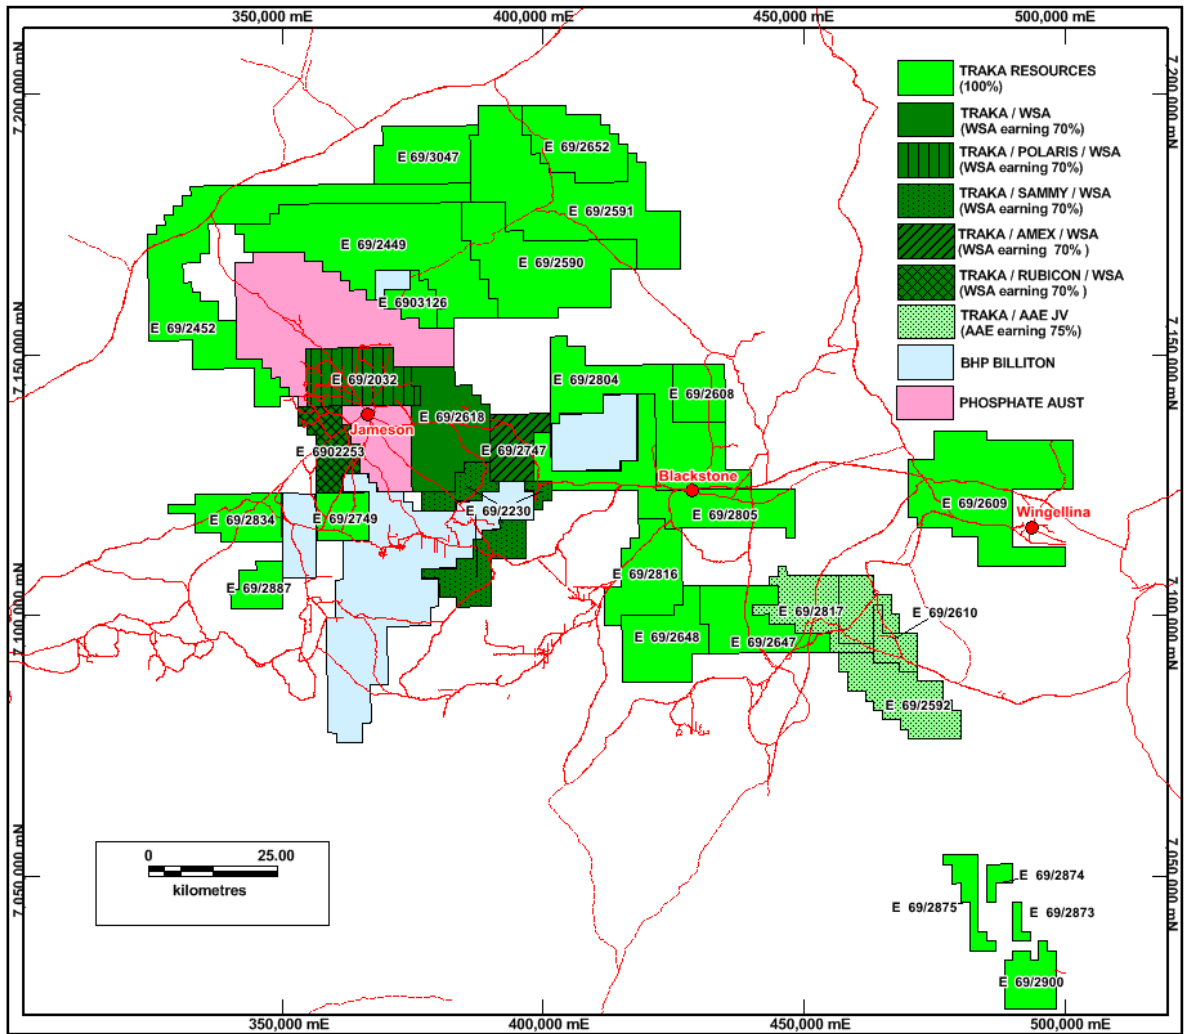 350,000 mE
400,000 mE
450,000 mE
500,000 mE
7,200,000 mN
7,200,000 mN
TRAKA RESOURCES
(100%)
TRAKA / WSA
(WSA earning 70%)
TRAKA / POLARIS / WSA
(WSA earning 70%)
TRAKA / SAMMY / WSA
(WSA earning 70%)
TRAKA / AMEX / WSA
(WSA earning 70% )
TRAKA / RUBICON / WSA
(WSA earning 70% )
TRAKA / AAE JV
(AAE earning 75%)
BHP BILLITON
PHOSPHATE AUST
E 69/3047
E 69/2652
E 69/2591
E 69/2449
E 69/2590
E 6903126
E 69/2452
7,150,000 mN
7,150,000 mN
E 69/2032
E 69/2804
E 69/2608
Jameson
E 69/2618
E 6902253
E 69/2747
Blackstone
E 69/2230
E 69/2834
E 69/2749
E 69/2805
E 69/2609
Wingellina
E 69/2887
E 69/2816
E 69/2817
E 69/2610
E 69/2648
E 69/2647
7,100,000 mN
7,100,000 mN
E 69/2592
0
25.00
kilometres
7,050,000 mN
7,050,000 mN
E 69/2874
E 69/2875
E 69/2873
E 69/2900
350,000 mE
400,000 mE
450,000 mE
500,000 mE